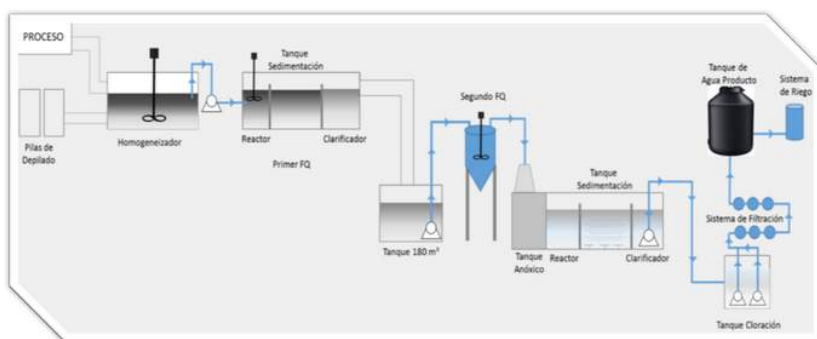 PROCESO
Pilas de
Depilado
Homogeneizador
Tanque
Sedimentación
Reactor
Clarificador
Primer FQ
Tanque 180 m³
Segundo FQ
Tanque
Anóxico
Tanque
Sedimentación
Reactor
Clarificador
Tanque de
Agua Producto
Sistema
de Riego
Sistema de Filtración
Tanque Cloración